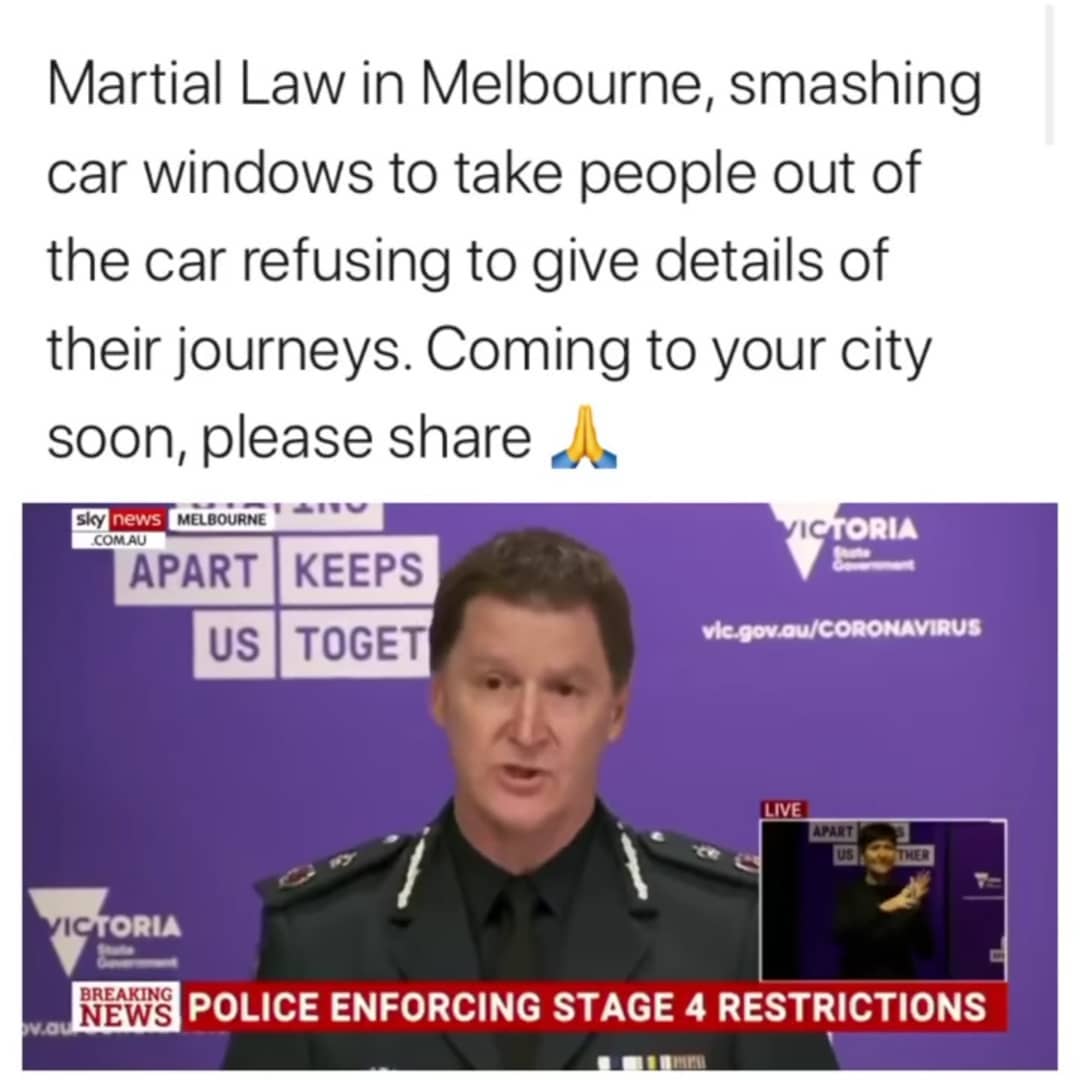 Martial Law in Melbourne, smashing
car windows to take people out of
the car refusing to give details of
their journeys. Coming to your city
soon, please share 🙏
sky news MELBOURNE
.COM.AU
APART KEEPS
US TOGET
VICTORIA
State
Government
vic.gov.au/CORONAVIRUS
LIVE
APART
US THER
VICTORIA
State
Government
BREAKING
NEWS
POLICE ENFORCING STAGE 4 RESTRICTIONS
ov.au